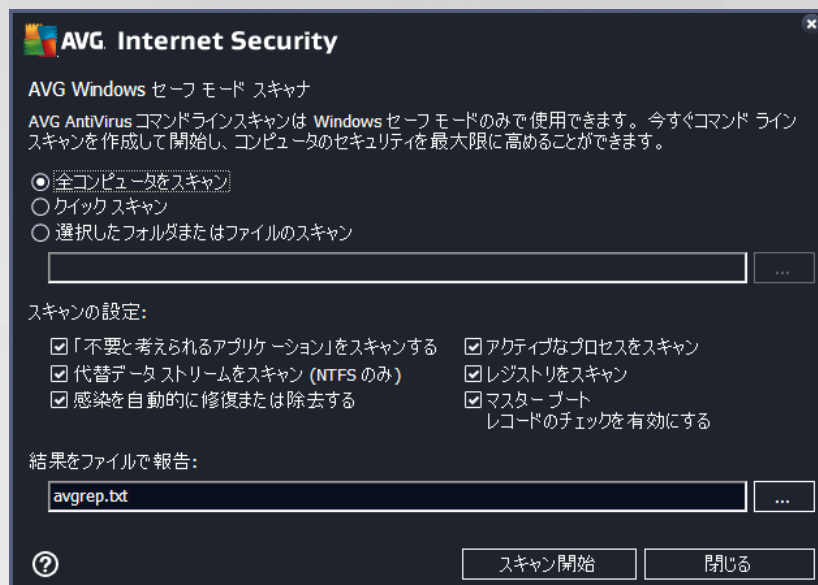 AVG Internet Security
AVG Windows セーフ モード スキャナ
AVG AntiVirus コマンドラインスキャンは Windows セーフ モードのみで使用できます。今すぐコマンド ライン
スキャンを作成して開始し、コンピュータのセキュリティを最大限に高めることができます。
全コンピュータをスキャン
クイック スキャン
選択したフォルダまたはファイルのスキャン
...
スキャンの設定:
「不要と考えられるアプリケーション」をスキャンする
アクティブなプロセスをスキャン
代替データ ストリームをスキャン (NTFS のみ)
レジストリをスキャン
感染を自動的に修復または除去する
マスター ブート
レコードのチェックを有効にする
結果をファイルで報告:
avgrep.txt
...
スキャン開始
閉じる